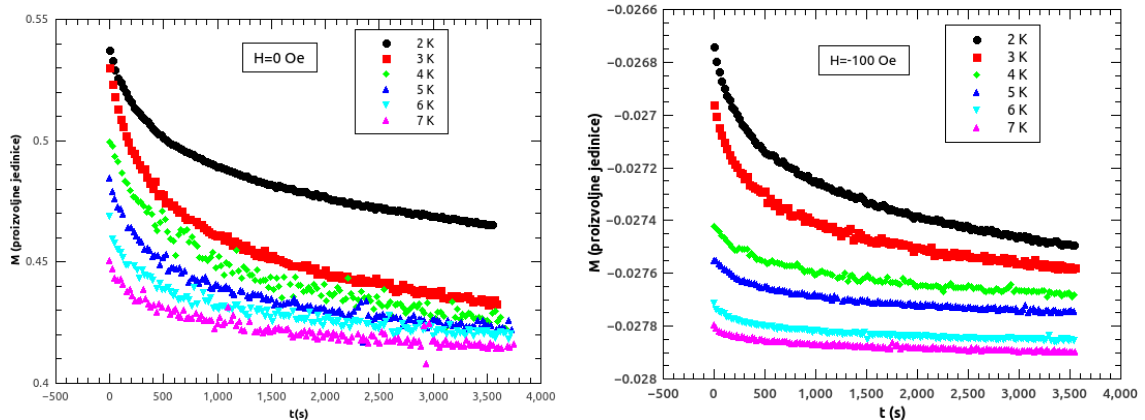 0.55
0.5
0.45
0.4
M (proizvoljne jedinice)
H=0 Oe
2 K
3 K
4 K
5 K
6 K
7 K
−500 0 500 1,000 1,500 2,000 2,500 3,000 3,500 4,000
t(s)
−0.0266
−0.0268
−0.027
−0.0272
−0.0274
−0.0276
−0.0278
−0.028
M (proizvoljne jedinice)
H=-100 Oe
2 K
3 K
4 K
5 K
6 K
7 K
−500 0 500 1,000 1,500 2,000 2,500 3,000 3,500 4,000
t (s)